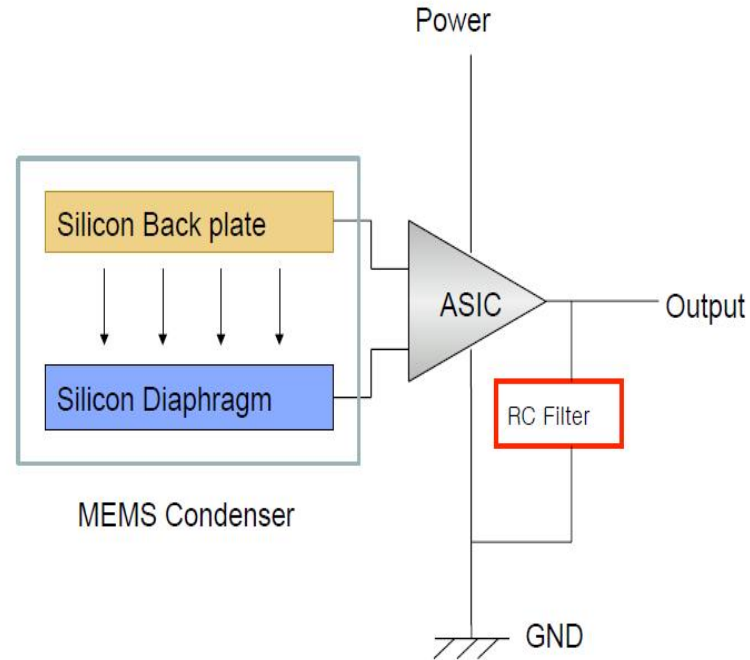 Power
Silicon Back plate
ASIC
Output
Silicon Diaphragm
RC Filter
MEMS Condenser
GND